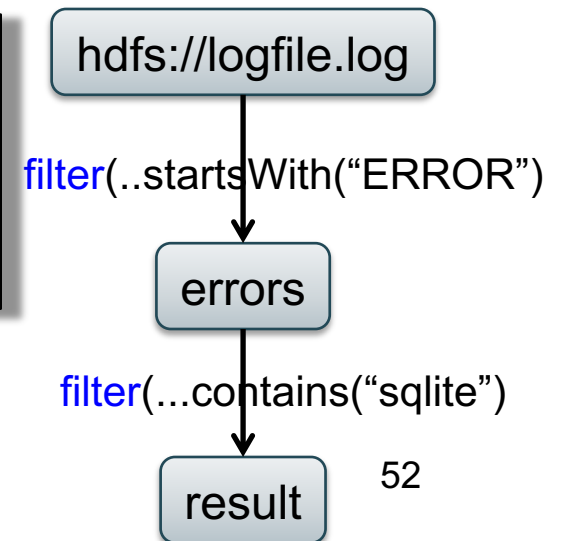 hdfs://logfile.log
filter(..startsWith(“ERROR”)
errors
filter(...contains(“sqlite”)
result
52